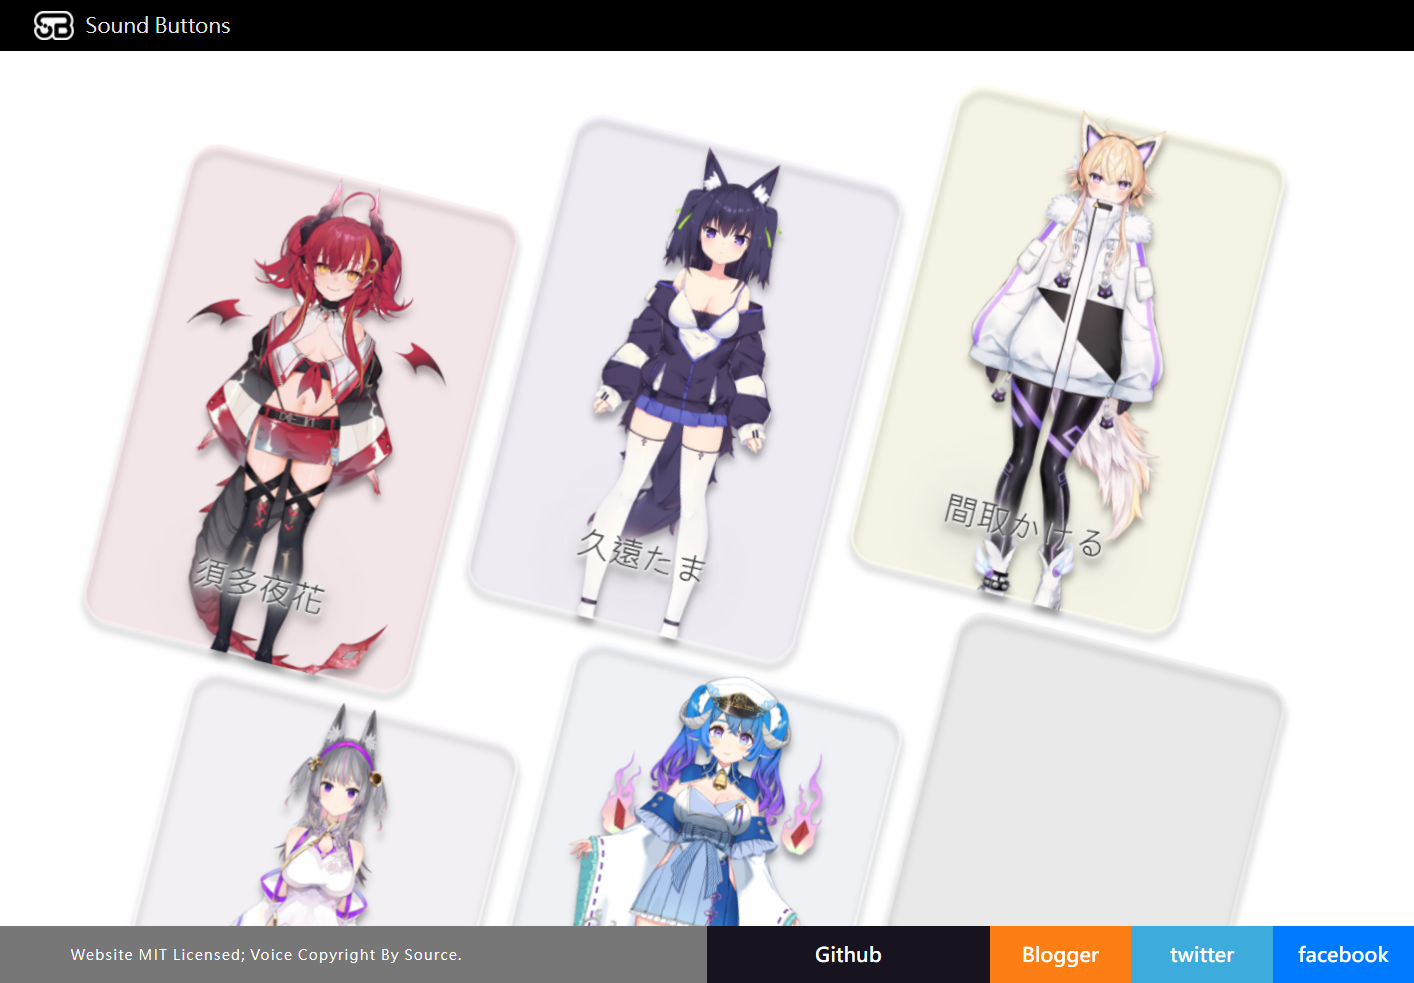 SB Sound Buttons
須多夜花
久遠たま
間取かける
Website MIT Licensed; Voice Copyright By Source.
Github
Blogger
twitter
facebook